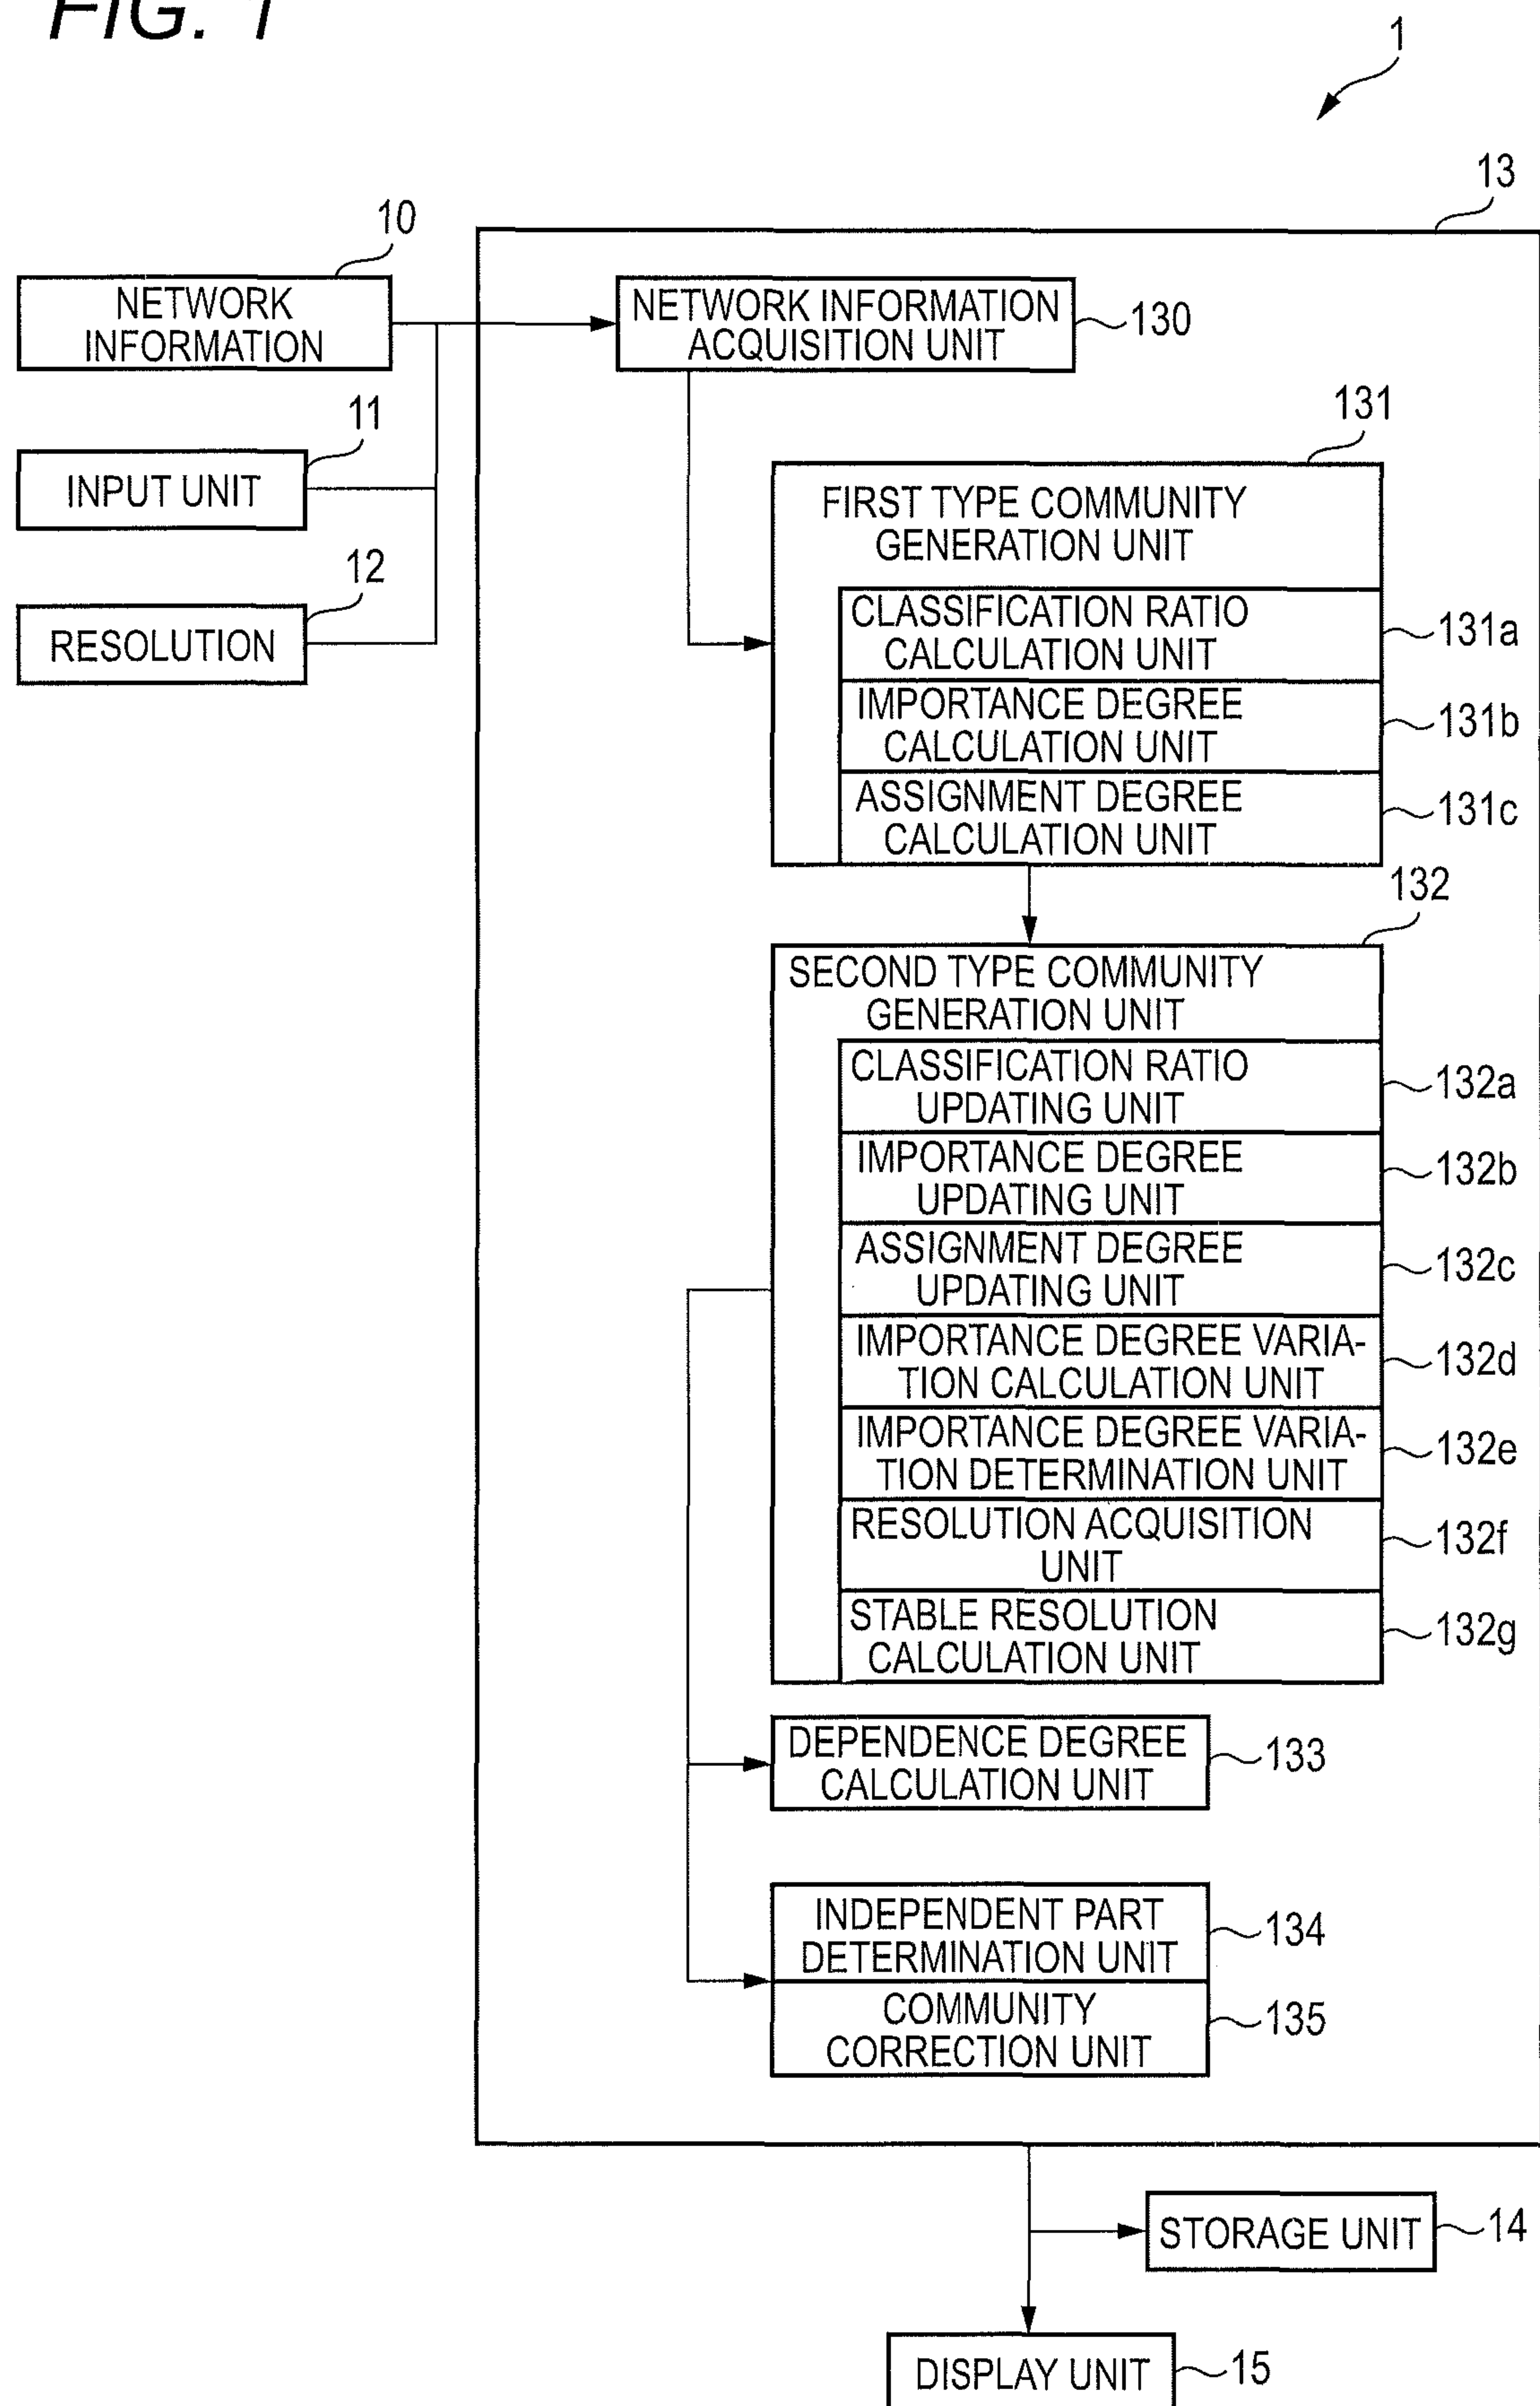 FIG. 1
1
13
10
NETWORK
INFORMATION
NETWORK INFORMATION
ACQUISITION UNIT
130
11
INPUT UNIT
12
RESOLUTION
131
FIRST TYPE COMMUNITY
GENERATION UNIT
CLASSIFICATION RATIO
CALCULATION UNIT
131a
IMPORTANCE DEGREE
CALCULATION UNIT
131b
ASSIGNMENT DEGREE
CALCULATION UNIT
131c
132
SECOND TYPE COMMUNITY
GENERATION UNIT
CLASSIFICATION RATIO
UPDATING UNIT
132a
IMPORTANCE DEGREE
UPDATING UNIT
132b
ASSIGNMENT DEGREE
UPDATING UNIT
132c
IMPORTANCE DEGREE VARIA-
TION CALCULATION UNIT
132d
IMPORTANCE DEGREE VARIA-
TION DETERMINATION UNIT
132e
RESOLUTION ACQUISITION
UNIT
132f
STABLE RESOLUTION
CALCULATION UNIT
132g
DEPENDENCE DEGREE
CALCULATION UNIT
133
INDEPENDENT PART
DETERMINATION UNIT
134
COMMUNITY
CORRECTION UNIT
135
STORAGE UNIT
14
DISPLAY UNIT
15